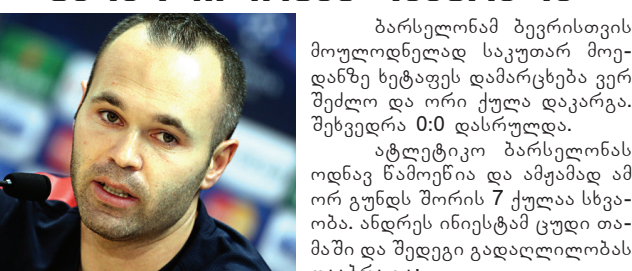 ბარსელონამ ბევრისთვის
მოულოდნელად საკუთარ მოე-
დანზე ხეტაფეს დამარცხება ვერ
შეძლო და ორი ქულა დაკარგა.
შეხვედრა 0:0 დასრულდა.
ატლეტიკო ბარსელონას
ოდნავ წამოეწია და ამჟამად ამ
ორ გუნდს შორის 7 ქულაა სხვა-
ობა. ანდრეს ინიესტამ ცუდი თა-
მაში და შედეგი გადაღლილობას